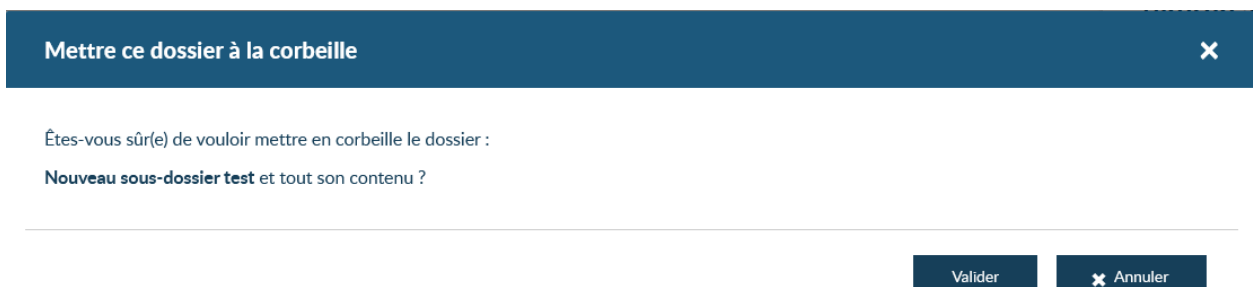 Mettre ce dossier à la corbeille
Êtes-vous sûr(e) de vouloir mettre en corbeille le dossier :
Nouveau sous-dossier test et tout son contenu ?
Valider
Annuler